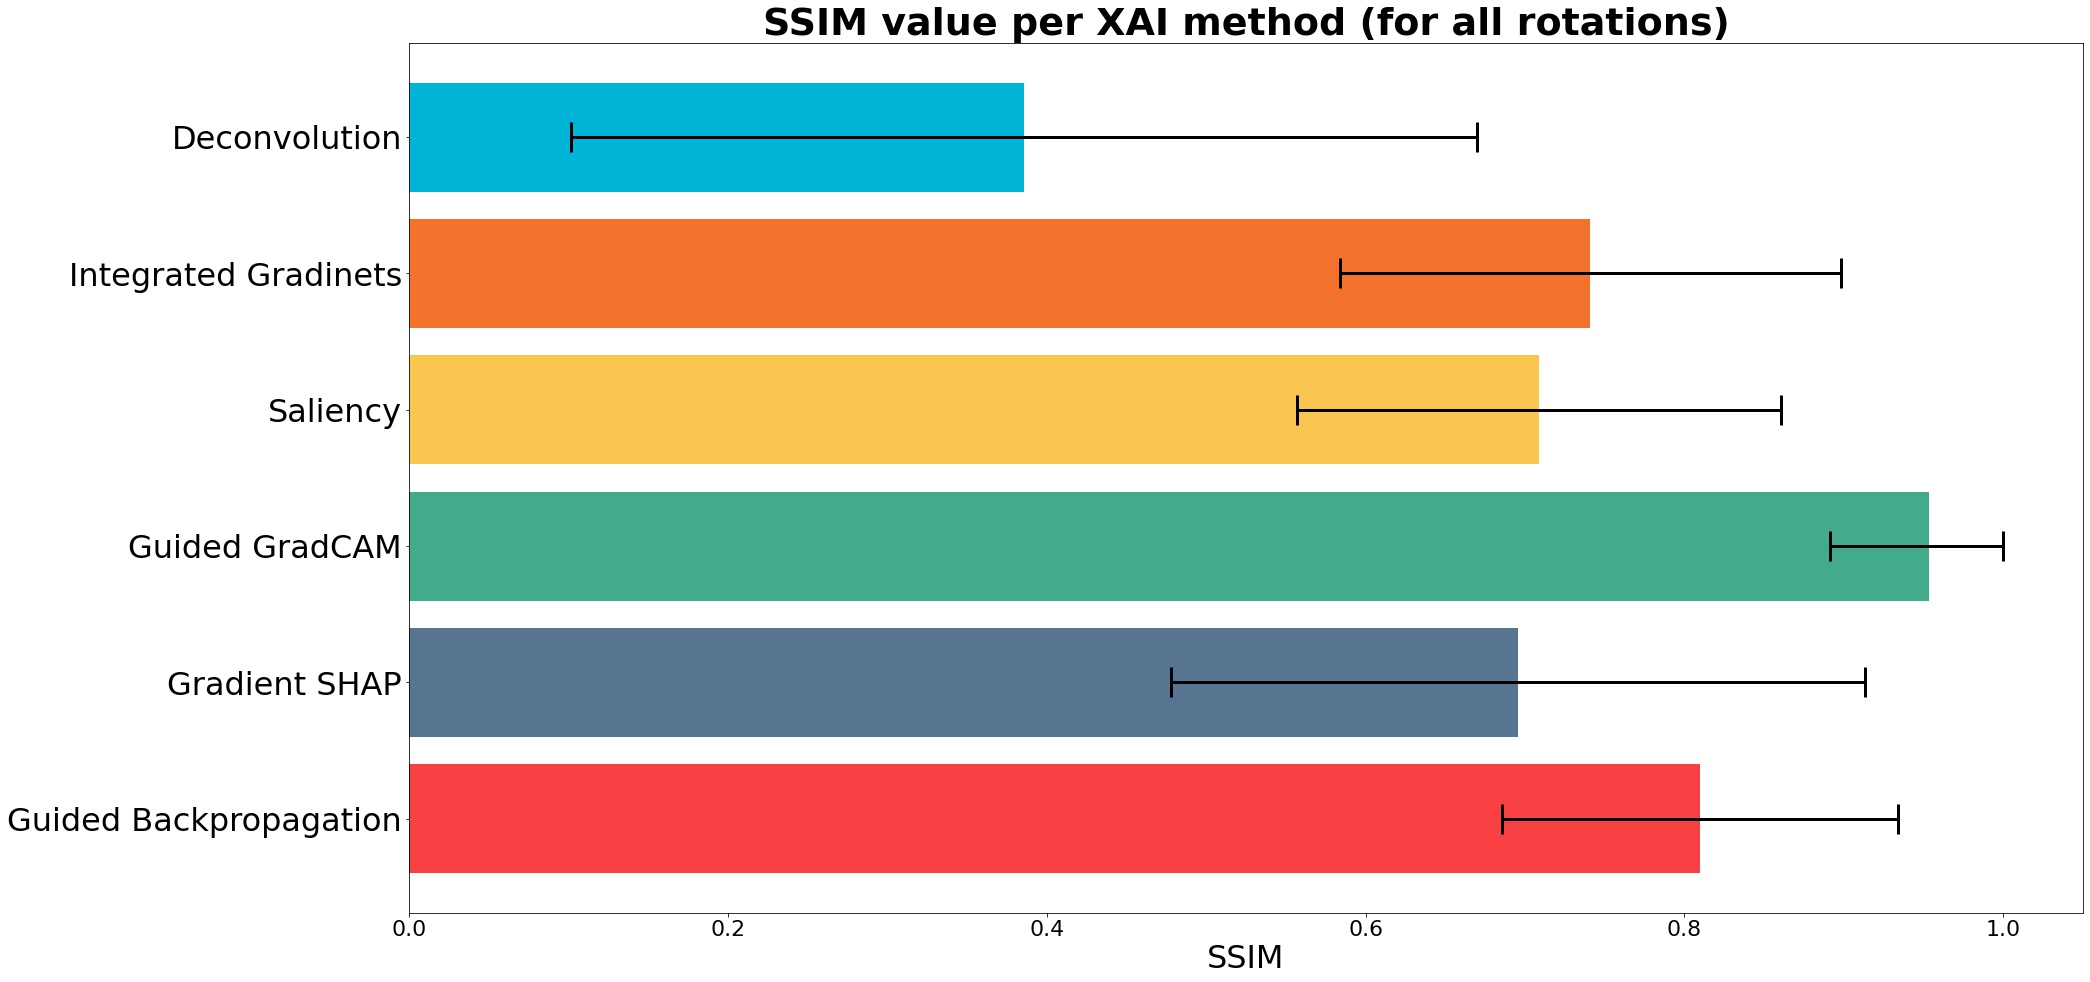 SSIM value per XAI method (for all rotations)
Deconvolution
Integrated Gradinets
Saliency
Guided GradCAM
Gradient SHAP
Guided Backpropagation
0.0 0.2 0.4 0.6 0.8 1.0
SSIM